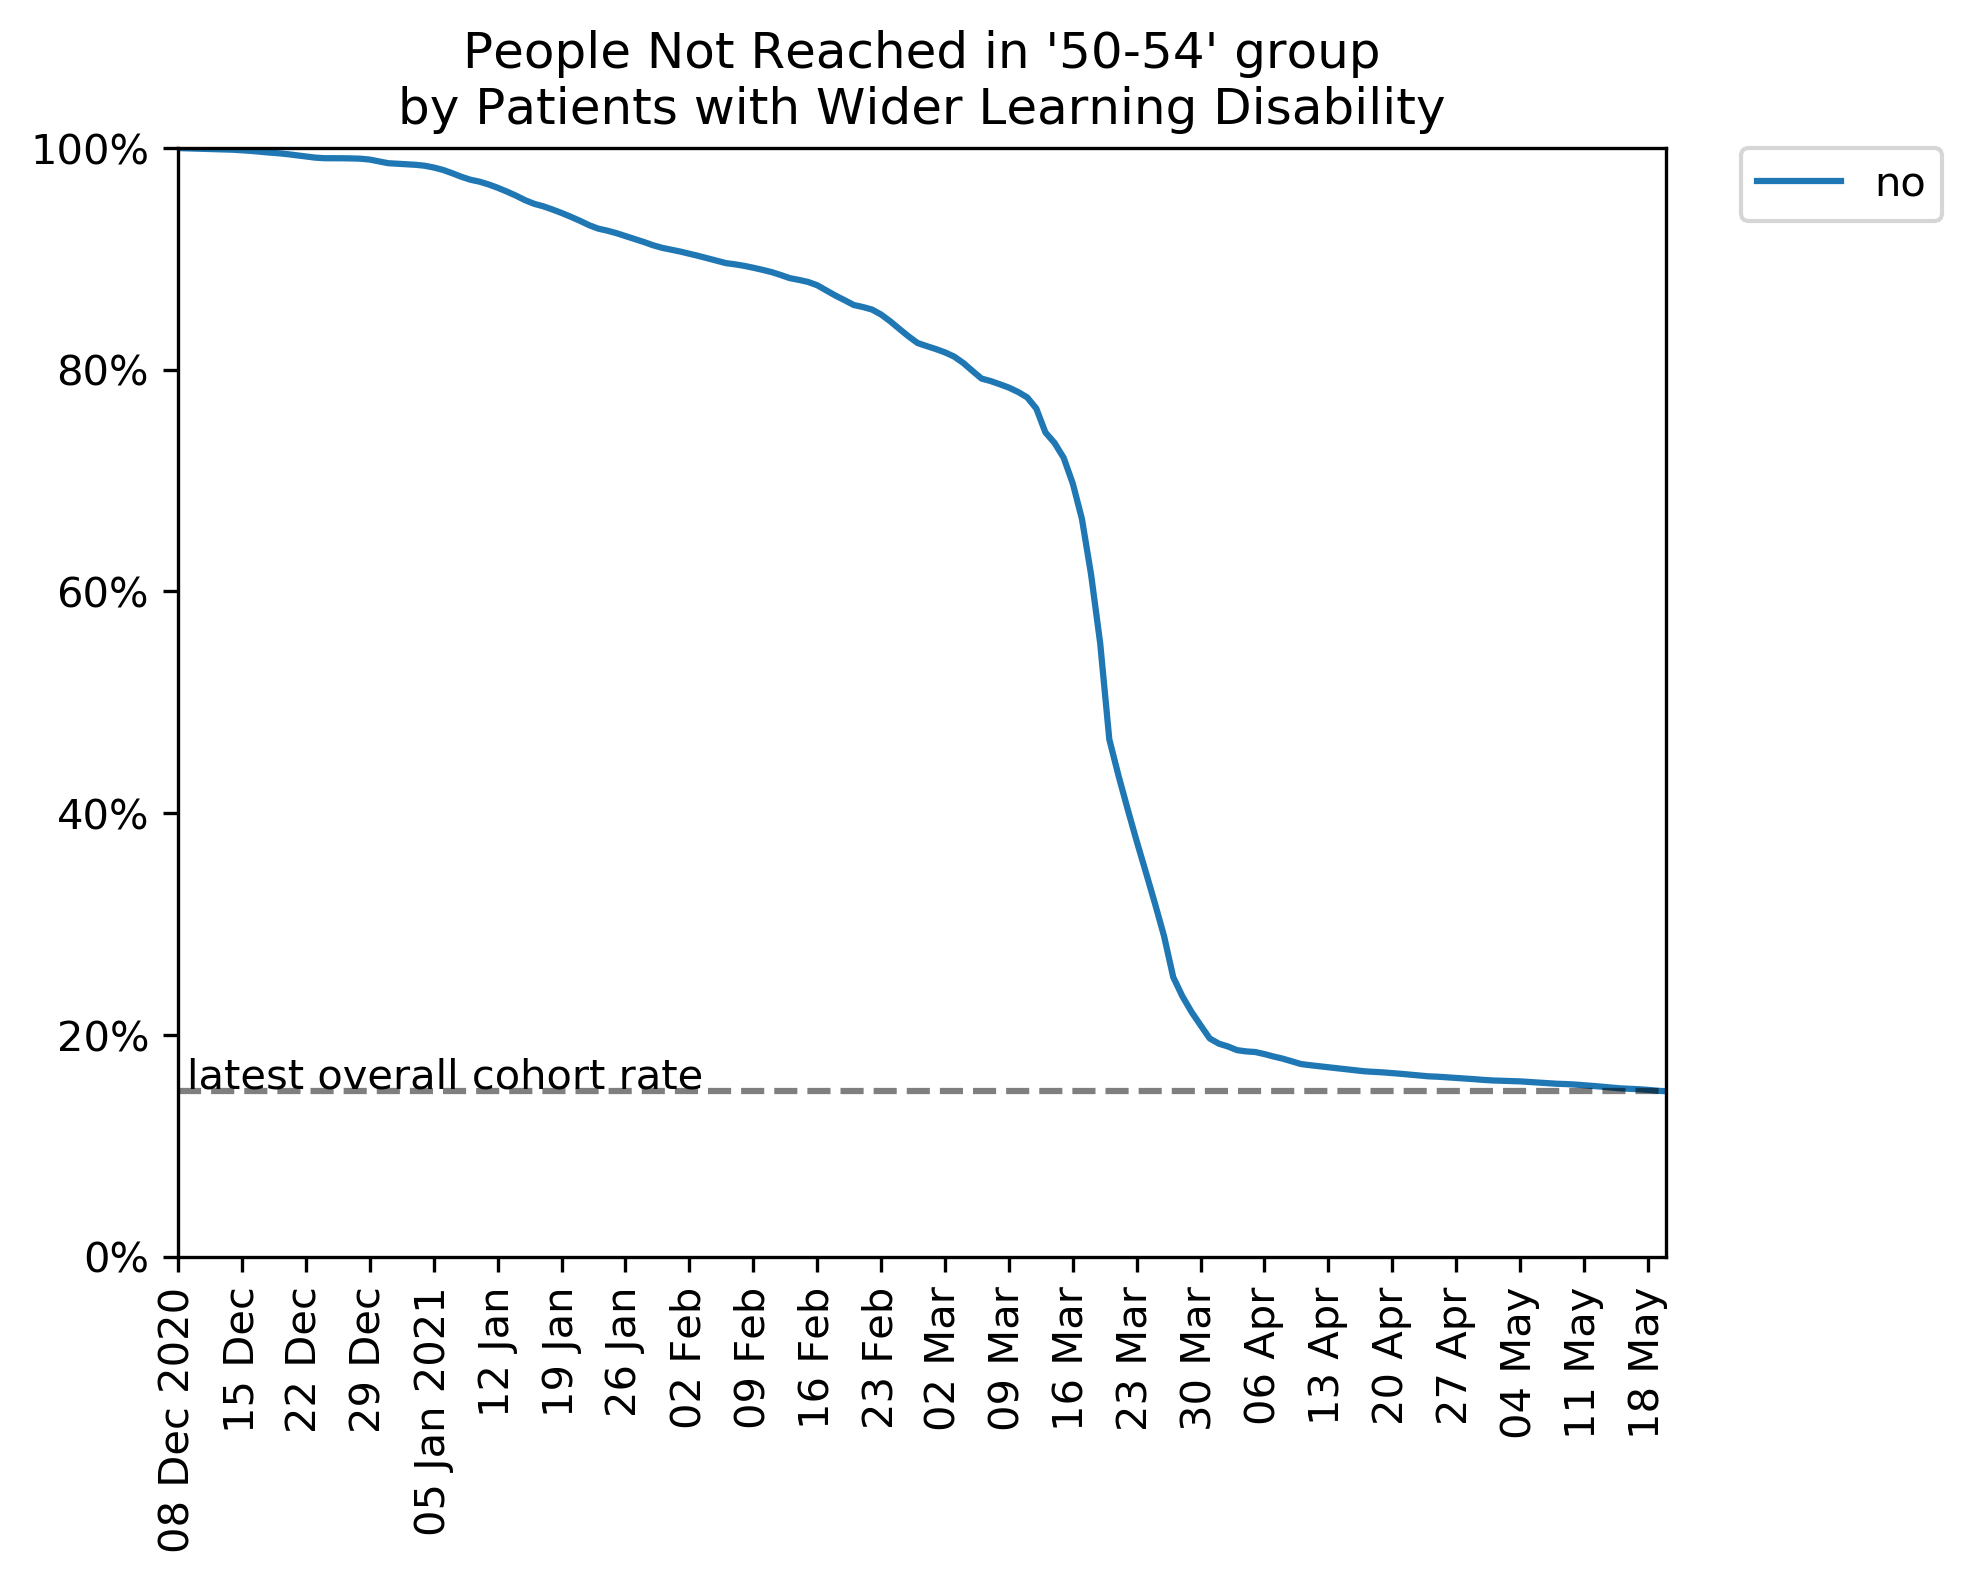 People Not Reached in '50-54' group
by Patients with Wider Learning Disability
100%
80%
60%
40%
20%
0%
no
latest overall cohort rate
08 Dec 2020
15 Dec
22 Dec
29 Dec
05 Jan 2021
12 Jan
19 Jan
26 Jan
02 Feb
09 Feb
16 Feb
23 Feb
02 Mar
09 Mar
16 Mar
23 Mar
30 Mar
06 Apr
13 Apr
20 Apr
27 Apr
04 May
11 May
18 May